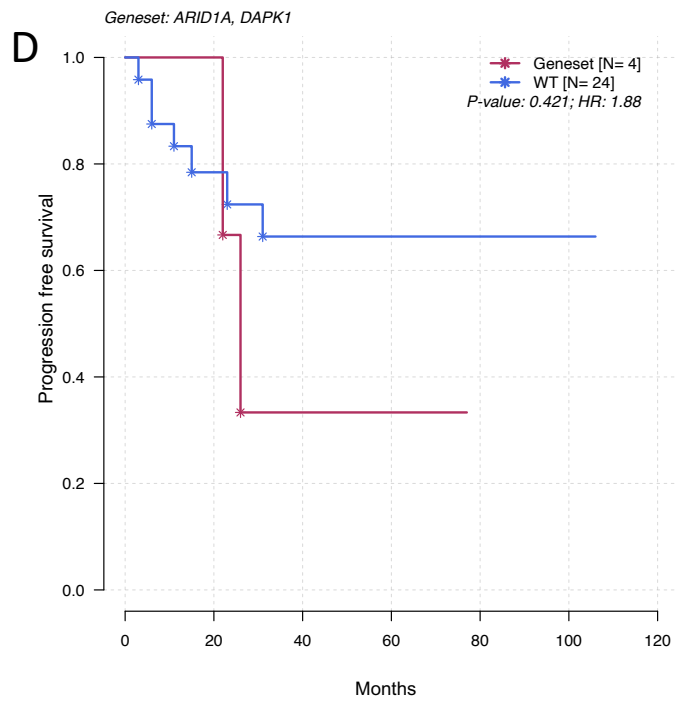 Geneset: ARID1A, DAPK1
D
Geneset [N= 4]
WT [N= 24]
P-value: 0.421; HR: 1.88
Progression free survival
1.0
0.8
0.6
0.4
0.2
0.0
0 20 40 60 80 100 120
Months